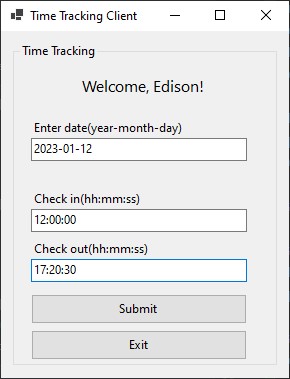 Time Tracking Client
Time Tracking
Welcome, Edison!
Enter date(year-month-day)
2023-01-12
Check in(hh:mm:ss)
12:00:00
Check out(hh:mm:ss)
17:20:30
Submit
Exit